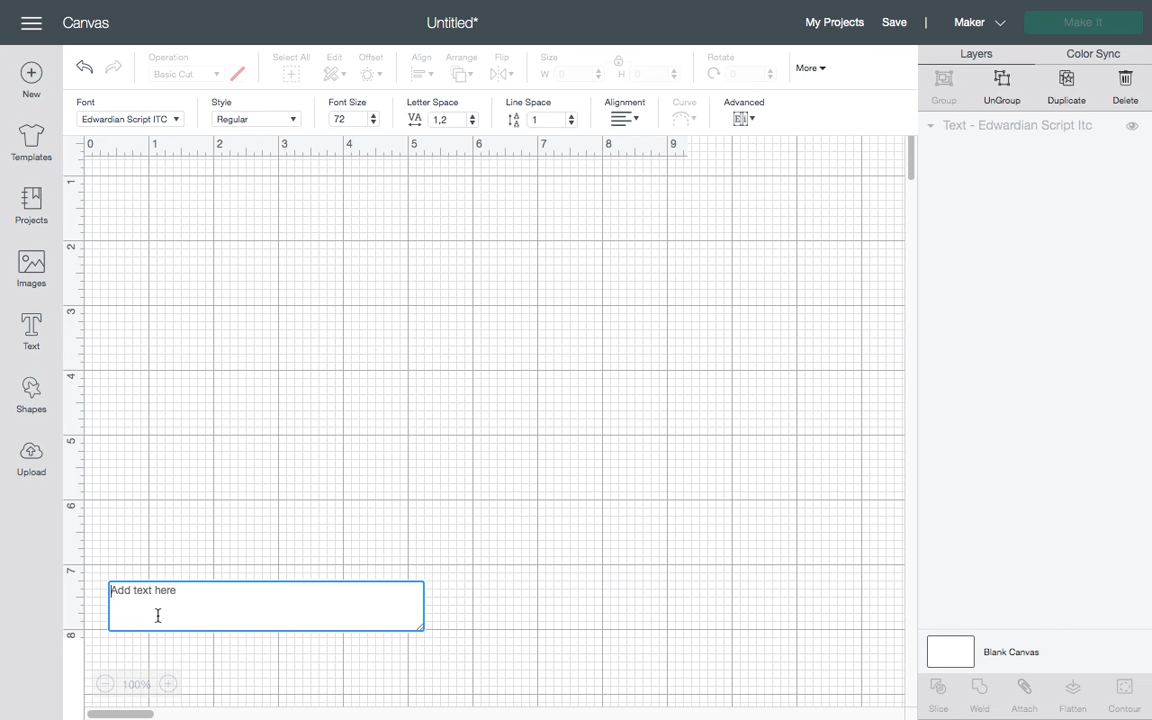 Canvas
Untitled*
My Projects Save | Maker Make It
New
Templates
Projects
Images
Text
Shapes
Upload
Operation
Basic Cut
Select All Edit Offset Align Arrange Flip
Size
W 0 H 0
Rotate
0
More
Font
Edwardian Script ITC
Style
Regular
Font Size
72
Letter Space
VA 1,2
Line Space
1
Alignment
Curve
Advanced
0 1 2 3 4 5 6 7 8 9
1
2
3
4
5
6
7
8
Add text here
100%
Layers Color Sync
Group UnGroup Duplicate Delete
Text - Edwardian Script Itc
Blank Canvas
Slice Weld Attach Flatten Contour